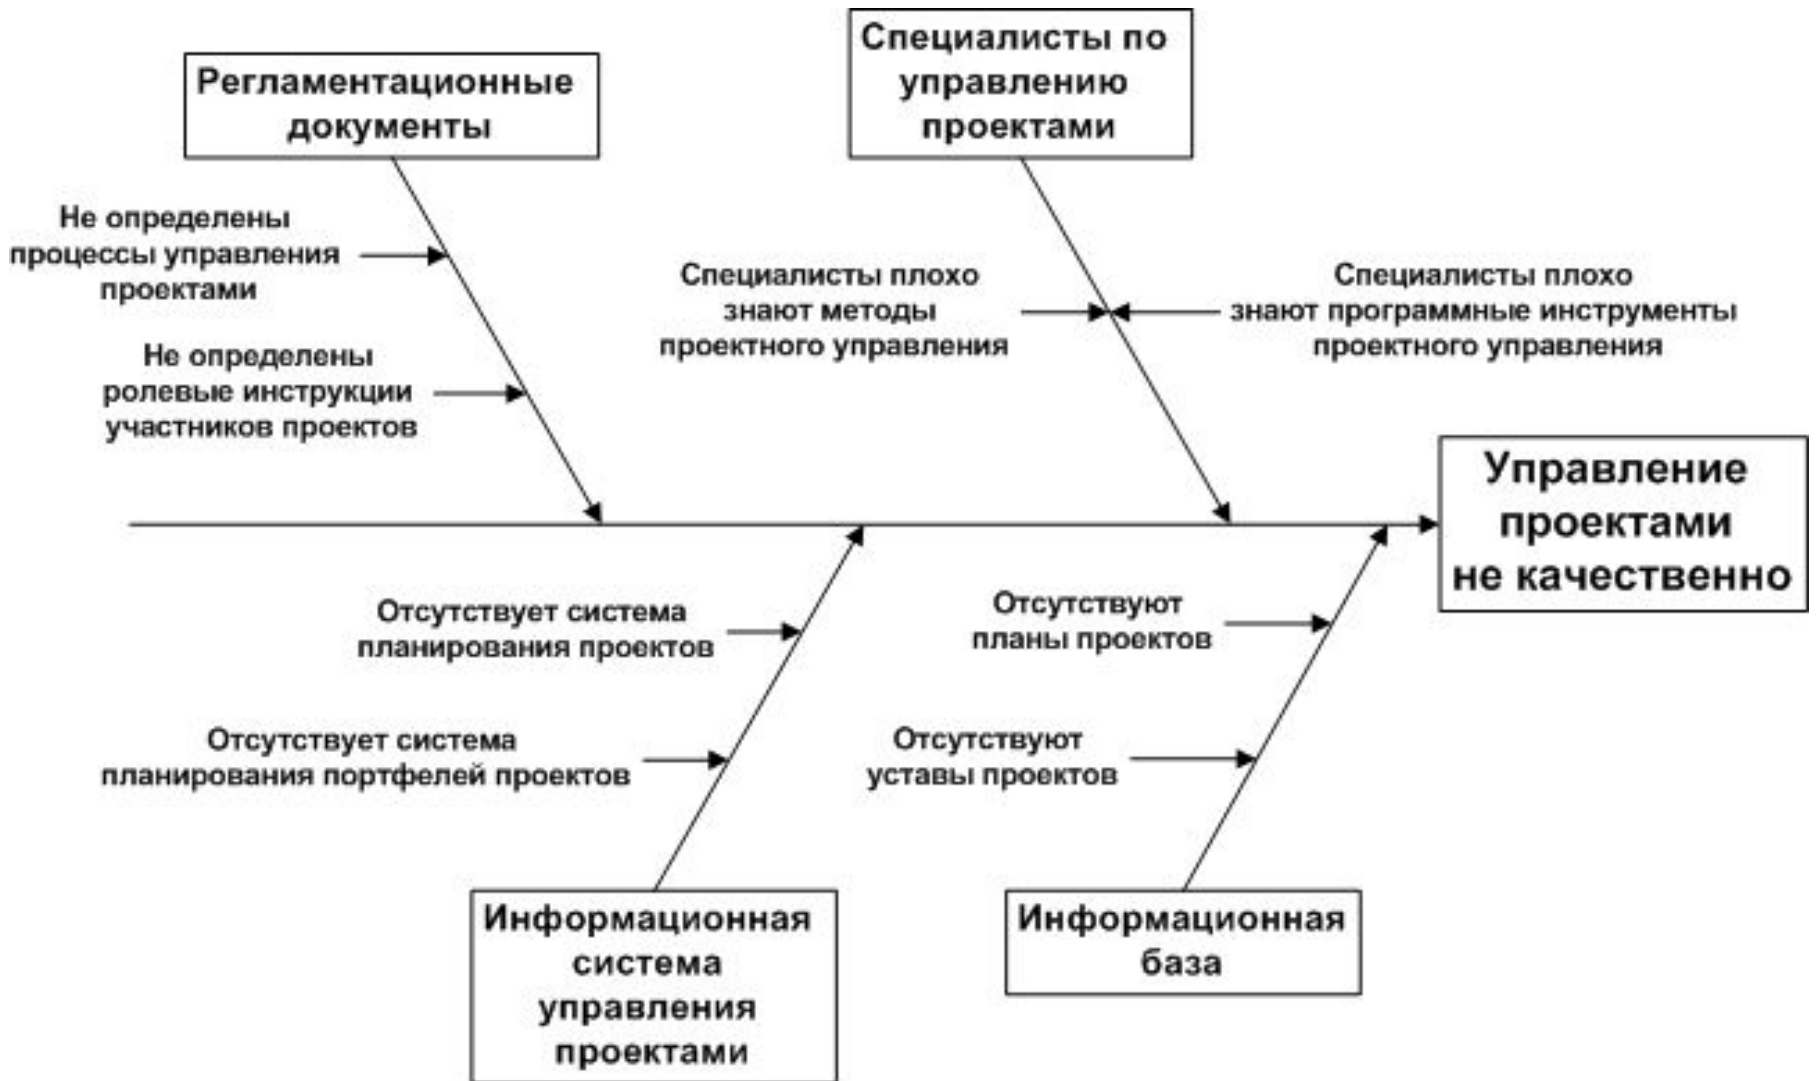 Регламентационные
документы
Специалисты по
управлению
проектами
Не определены
процессы управления
проектами
Не определены
ролевые инструкции
участников проектов
Специалисты плохо
знают методы
проектного управления
Специалисты плохо
знают программные инструменты
проектного управления
Управление
проектами
не качественно
Отсутствует система
планирования проектов
Отсутствует система
планирования портфелей проектов
Отсутствуют
планы проектов
Отсутствуют
уставы проектов
Информационная
система
управления
проектами
Информационная
база